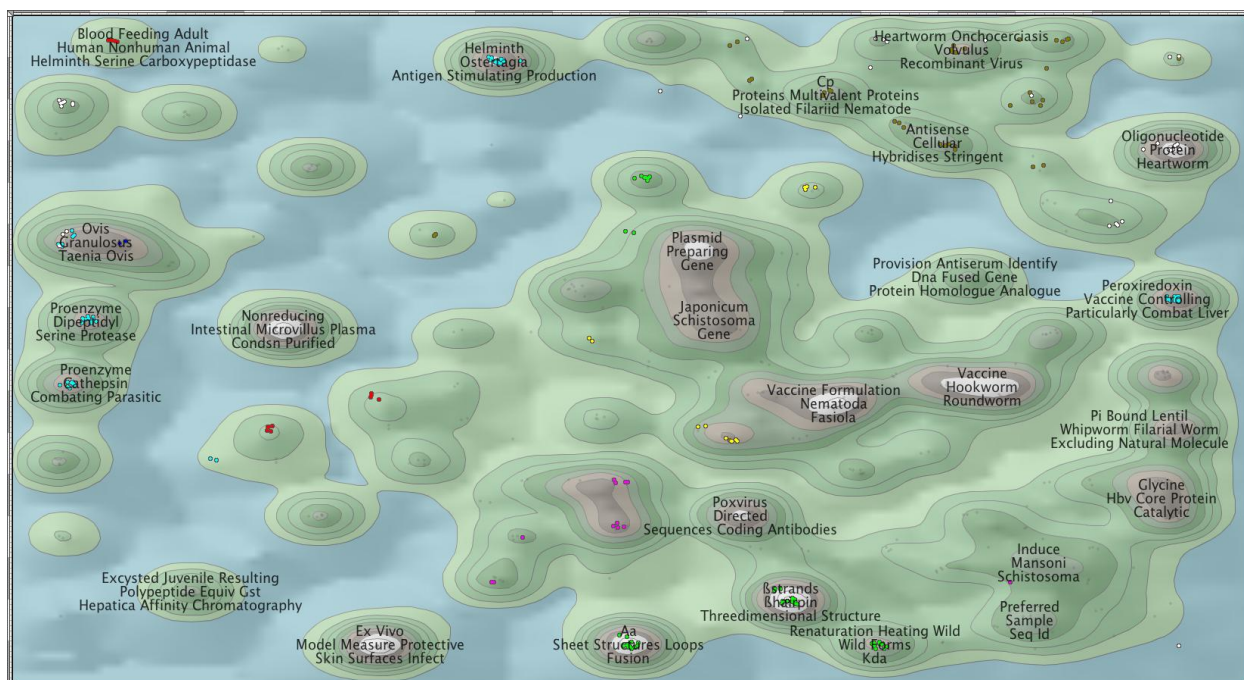 Blood Feeding Adult
Human Nonhuman Animal
Helminth Serine Carboxypeptidase
Helminth
Ostertagia
Antigen Stimulating Production
Heartworm Onchocerciasis
Volvulus
Recombinant Virus
Cp
Proteins Multivalent Proteins
Isolated Filariid Nematode
Antisense
Cellular
Hybridises Stringent
Oligonucleotide
Protein
Heartworm
Ovis
Granulosus
Taenia Ovis
Plasmid
Preparing
Gene
Provision Antiserum Identify
Dna Fused Gene
Protein Homologue Analogue
Peroxiredoxin
Vaccine Controlling
Particularly Combat Liver
Proenzyme
Dipeptidyl
Serine Protease
Nonreducing
Intestinal Microvillus Plasma
Condsn Purified
Japonicum
Schistosoma
Gene
Proenzyme
Cathepsin
Combating Parasitic
Vaccine Formulation
Nematoda
Fasiola
Vaccine
Hookworm
Roundworm
Pi Bound Lentil
Whipworm Filarial Worm
Excluding Natural Molecule
Glycine
Hbv Core Protein
Catalytic
Poxvirus
Directed
Sequences Coding Antibodies
Induce
Mansoni
Schistosoma
Excysted Juvenile Resulting
Polypeptide Equiv Gst
Hepatica Affinity Chromatography
ßstrands
ßhairpin
Threedimensional Structure
Preferred
Sample
Seq Id
Ex Vivo
Model Measure Protective
Skin Surfaces Infect
Aa
Sheet Structures Loops
Fusion
Renaturation Heating Wild
Wild Forms
Kda